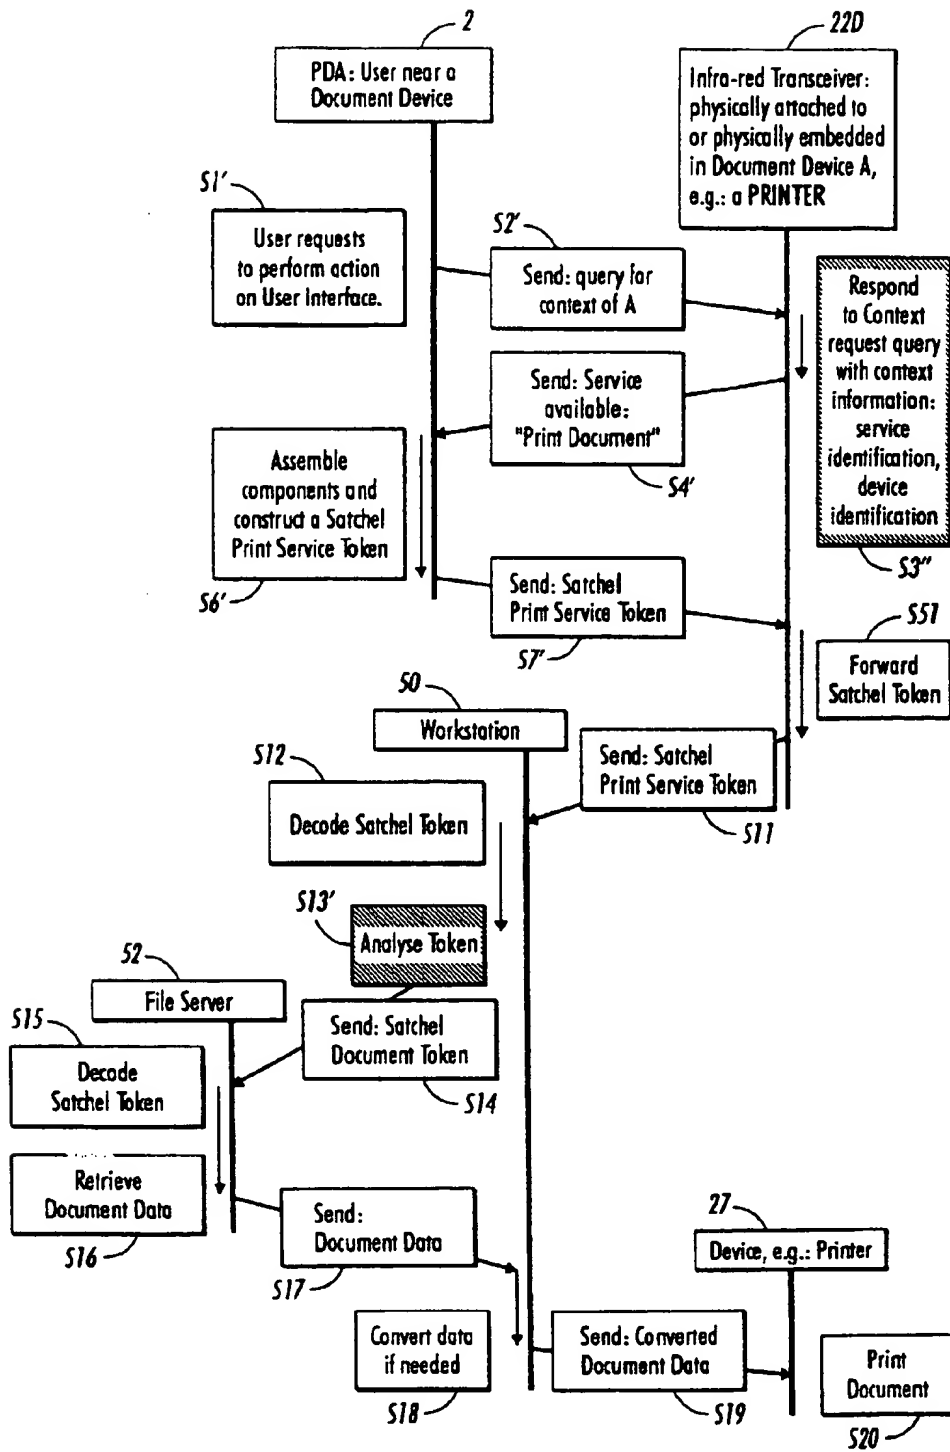 2
PDA: User near a
Document Device
22D
Infra-red Transceiver:
physically attached to
or physically embedded
in Document Device A,
e.g.: a PRINTER
S1'
User requests
to perform action
on User Interface.
S2'
Send: query for
context of A
Respond
to Context
request query
with context
information:
service
identification,
device
identification
S3"
Send: Service
available:
"Print Document"
S4'
Assemble
components and
construct a Satchel
Print Service Token
S6'
Send: Satchel
Print Service Token
S7'
S51
Forward
Satchel Token
50
Workstation
Send: Satchel
Print Service Token
S11
S12
Decode Satchel Token
S13'
Analyse Token
52
File Server
Send: Satchel
Document Token
S14
S15
Decode
Satchel Token
Retrieve
Document Data
S16
Send:
Document Data
S17
27
Device, e.g.: Printer
Convert data
if needed
S18
Send: Converted
Document Data
S19
Print
Document
S20